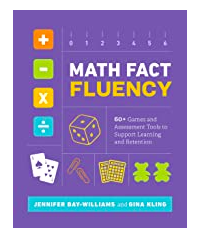 +
-
x
÷
0 1 2 3 4 5 6
MATH FACT
FLUENCY
60+ Games and
Assessment Tools to
Support Learning
and Retention
JENNIFER BAY-WILLIAMS AND GINA KLING